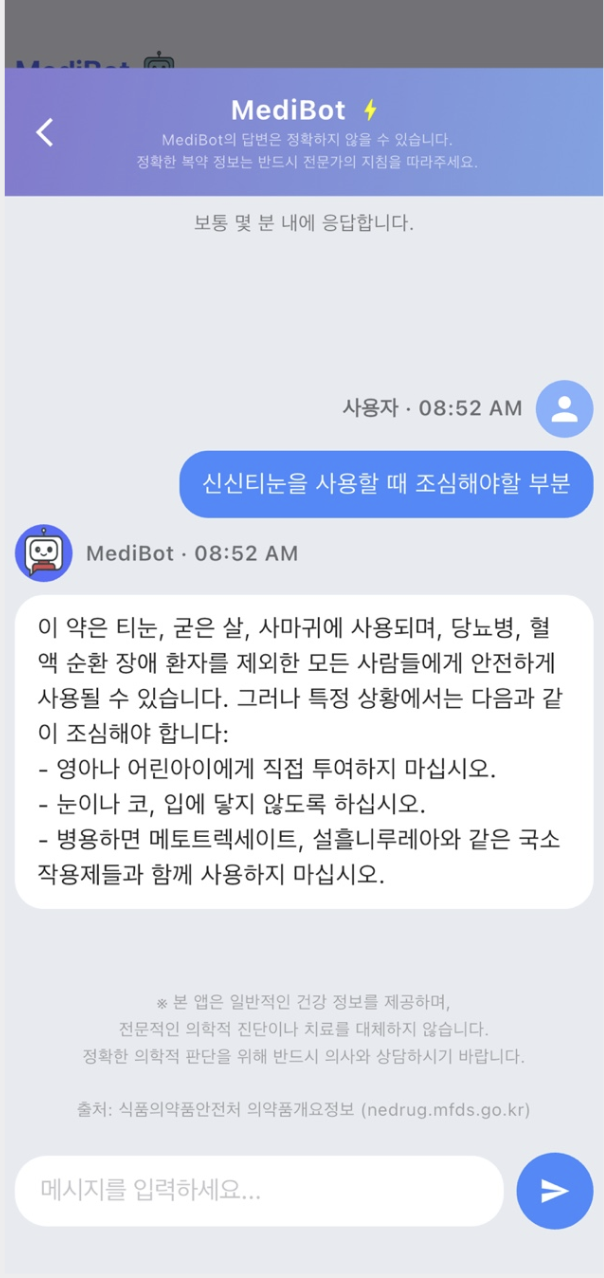 MediBot
MediBot ⚡
MediBot의 답변은 정확하지 않을 수 있습니다.
정확한 복약 정보는 반드시 전문가의 지침을 따라주세요.
보통 몇 분 내에 응답합니다.
사용자 · 08:52 AM
신신티눈을 사용할 때 조심해야할 부분
MediBot · 08:52 AM
이 약은 티눈, 굳은 살, 사마귀에 사용되며, 당뇨병, 혈
액 순환 장애 환자를 제외한 모든 사람들에게 안전하게
사용될 수 있습니다. 그러나 특정 상황에서는 다음과 같
이 조심해야 합니다:
- 영아나 어린아이에게 직접 투여하지 마십시오.
- 눈이나 코, 입에 닿지 않도록 하십시오.
- 병용하면 메토트렉세이트, 설흘니루레아와 같은 국소
작용제들과 함께 사용하지 마십시오.
※ 본 앱은 일반적인 건강 정보를 제공하며,
전문적인 의학적 진단이나 치료를 대체하지 않습니다.
정확한 의학적 판단을 위해 반드시 의사와 상담하시기 바랍니다.
출처: 식품의약품안전처 의약품개요정보 (nedrug.mfds.go.kr)
메시지를 입력하세요...